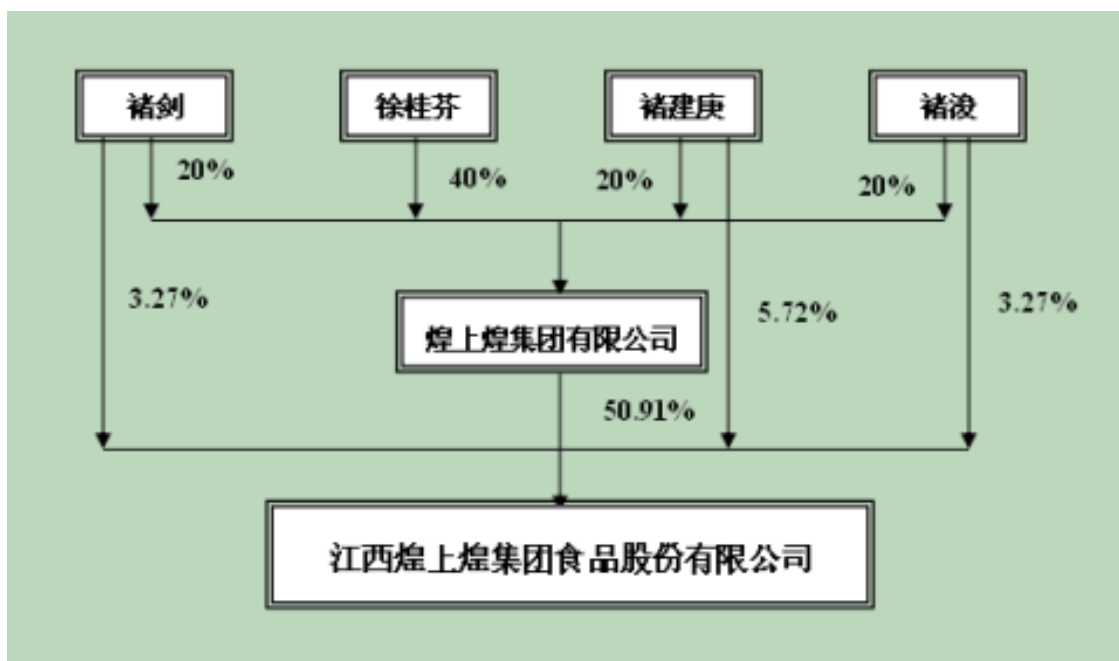 褚剑
徐桂芬
褚建庚
褚浚
20%
40%
20%
20%
3.27%
5.72%
3.27%
煌上煌集团有限公司
50.91%
江西煌上煌集团食品股份有限公司